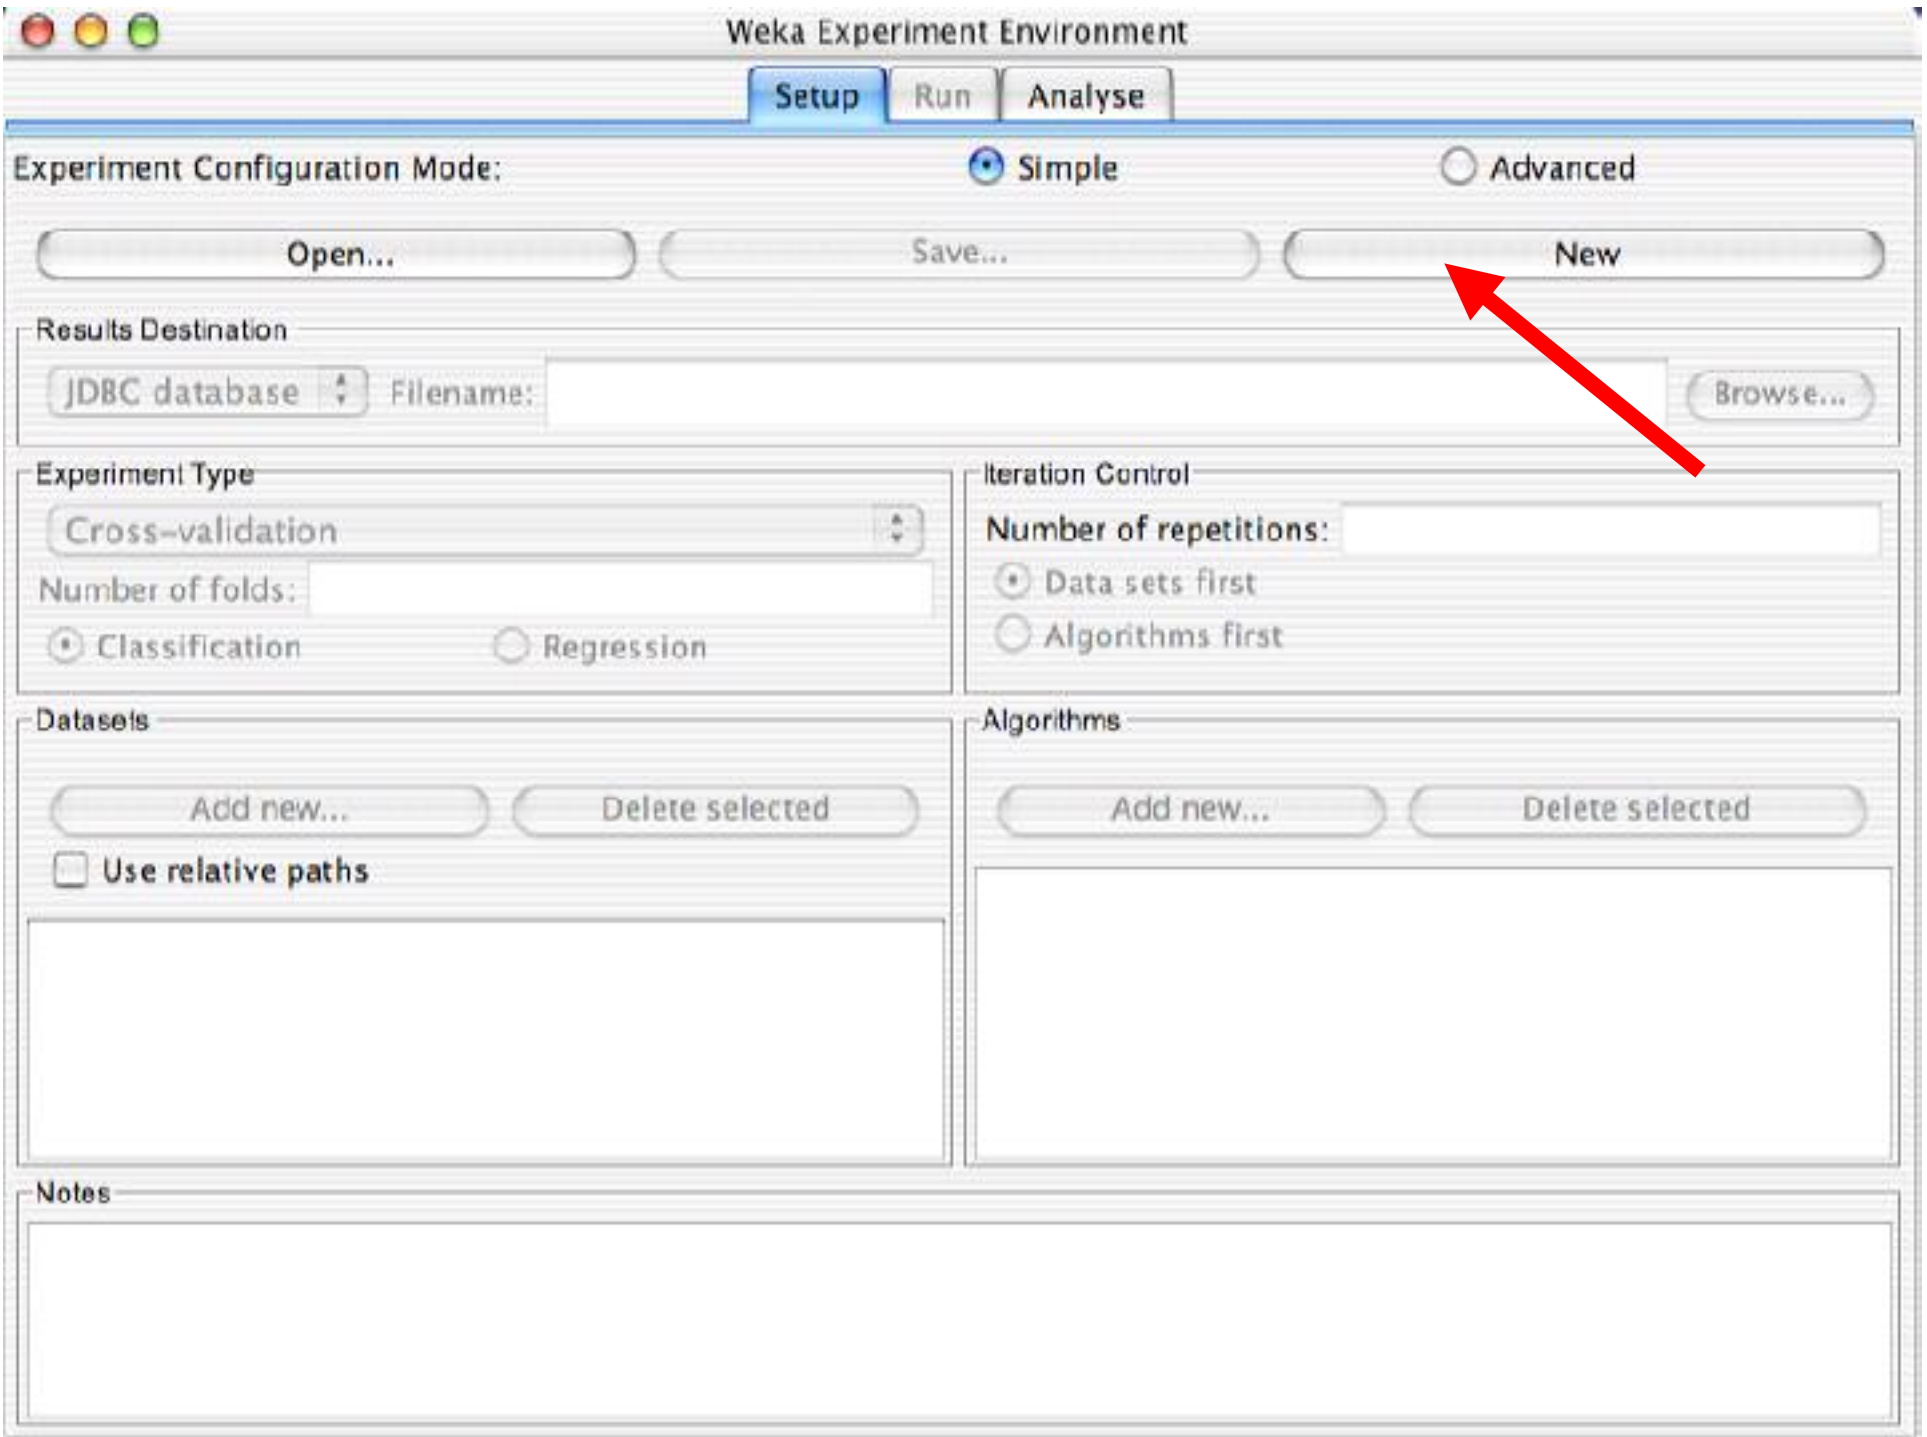 Weka Experiment Environment
Setup Run Analyse
Experiment Configuration Mode: Simple Advanced
Open... Save... New
Results Destination
JDBC database Filename: Browse...
Experiment Type
Cross-validation
Number of folds:
Classification Regression
Iteration Control
Number of repetitions:
Data sets first
Algorithms first
Datasets
Add new... Delete selected
Use relative paths
Algorithms
Add new... Delete selected
Notes